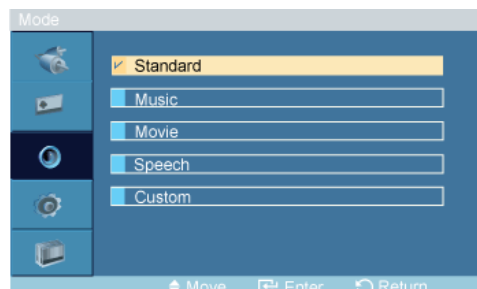 Mode
Standard
Music
Movie
Speech
Custom
Move Enter Return